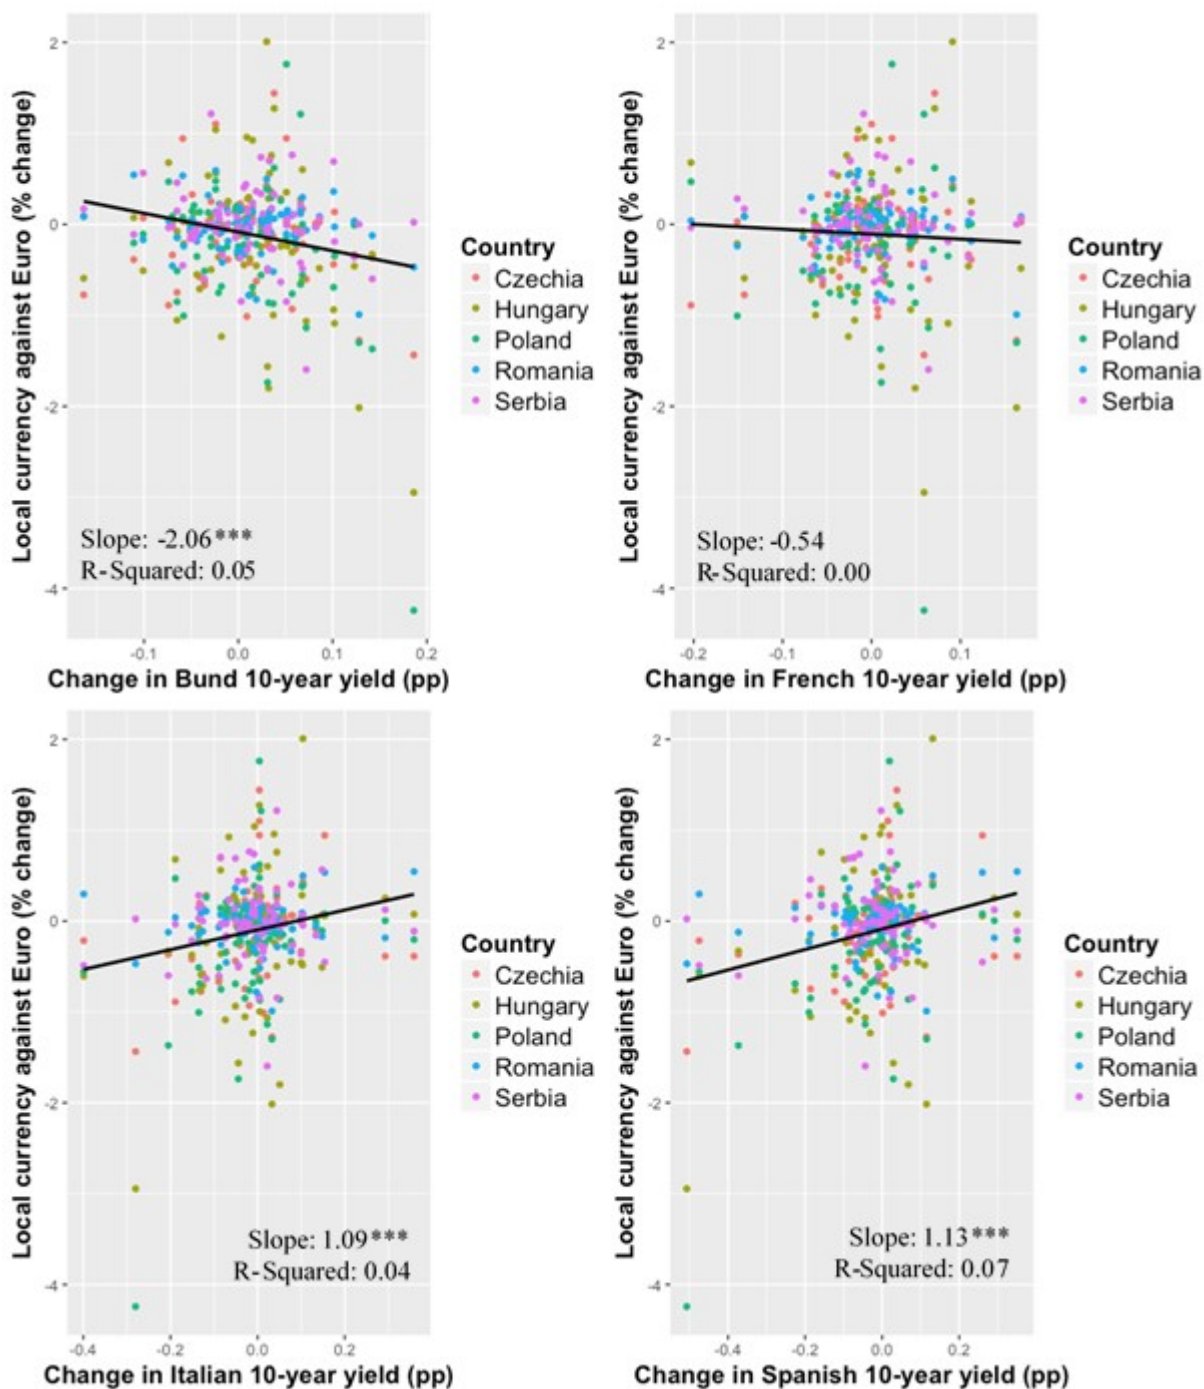 Local currency against Euro (% change)
2
0
-2
-4
Slope: -2.06***
R-Squared: 0.05
-0.1
0.0
0.1
0.2
Change in Bund 10-year yield (pp)
Country
Czechia
Hungary
Poland
Romania
Serbia
Local currency against Euro (% change)
2
0
-2
-4
Slope: -0.54
R-Squared: 0.00
-0.2
-0.1
0.0
0.1
Change in French 10-year yield (pp)
Country
Czechia
Hungary
Poland
Romania
Serbia
Local currency against Euro (% change)
2
0
-2
-4
Slope: 1.09***
R-Squared: 0.04
-0.4
-0.2
0.0
0.2
Change in Italian 10-year yield (pp)
Country
Czechia
Hungary
Poland
Romania
Serbia
Local currency against Euro (% change)
2
0
-2
-4
Slope: 1.13***
R-Squared: 0.07
-0.4
-0.2
0.0
0.2
Change in Spanish 10-year yield (pp)
Country
Czechia
Hungary
Poland
Romania
Serbia